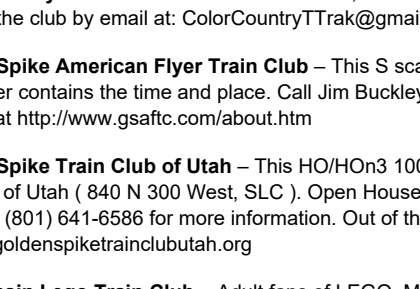 the club by email at: ColorCountryTTrak@gmai
Spike American Flyer Train Club – This S sca
er contains the time and place. Call Jim Buckley
at http://www.gsaftc.com/about.htm
Spike Train Club of Utah – This HO/HOn3 100
of Utah ( 840 N 300 West, SLC ). Open House
(801) 641-6586 for more information. Out of th
goldenspiketrainclubutah.org
Train Club – Adult fans of LEGO